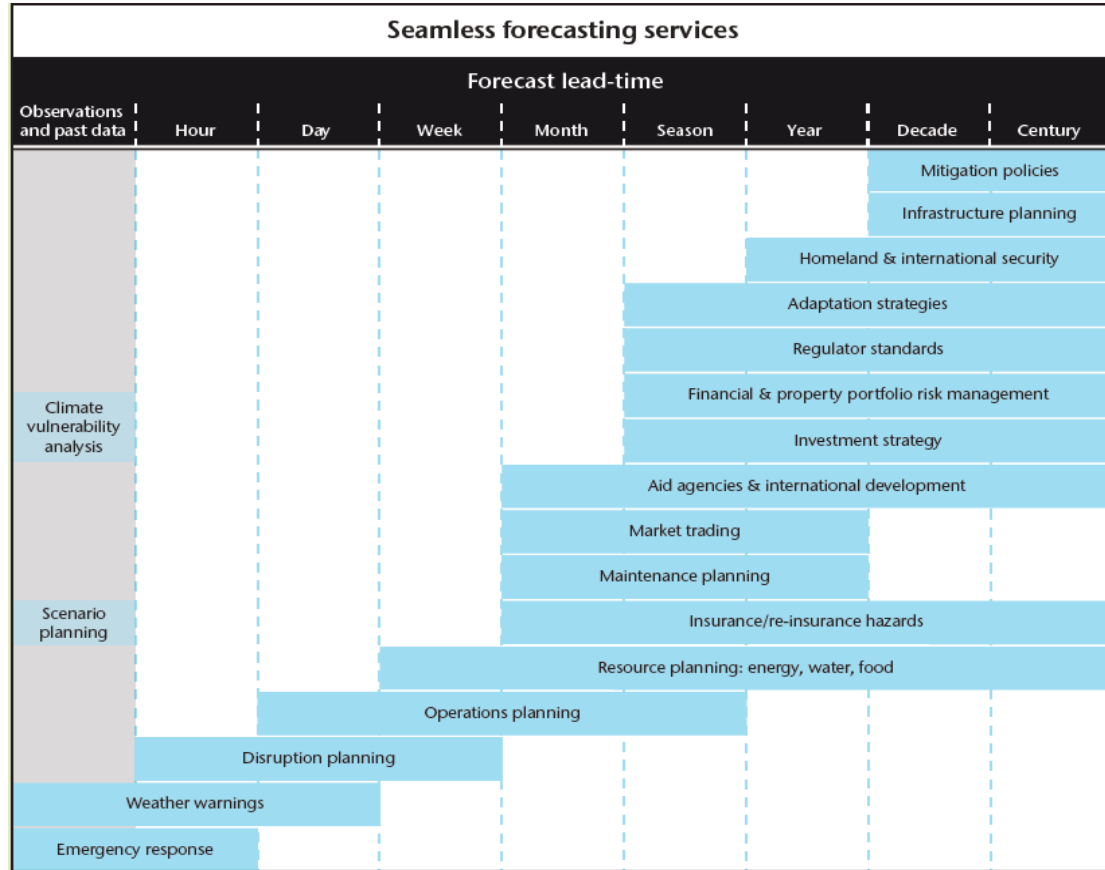 Seamless forecasting services
Forecast lead-time
Observations
and past data
Hour
Day
Week
Month
Season
Year
Decade
Century
Mitigation policies
Infrastructure planning
Homeland & international security
Adaptation strategies
Regulator standards
Financial & property portfolio risk management
Climate
vulnerability
analysis
Investment strategy
Aid agencies & international development
Market trading
Maintenance planning
Scenario
planning
Insurance/re-insurance hazards
Resource planning: energy, water, food
Operations planning
Disruption planning
Weather warnings
Emergency response